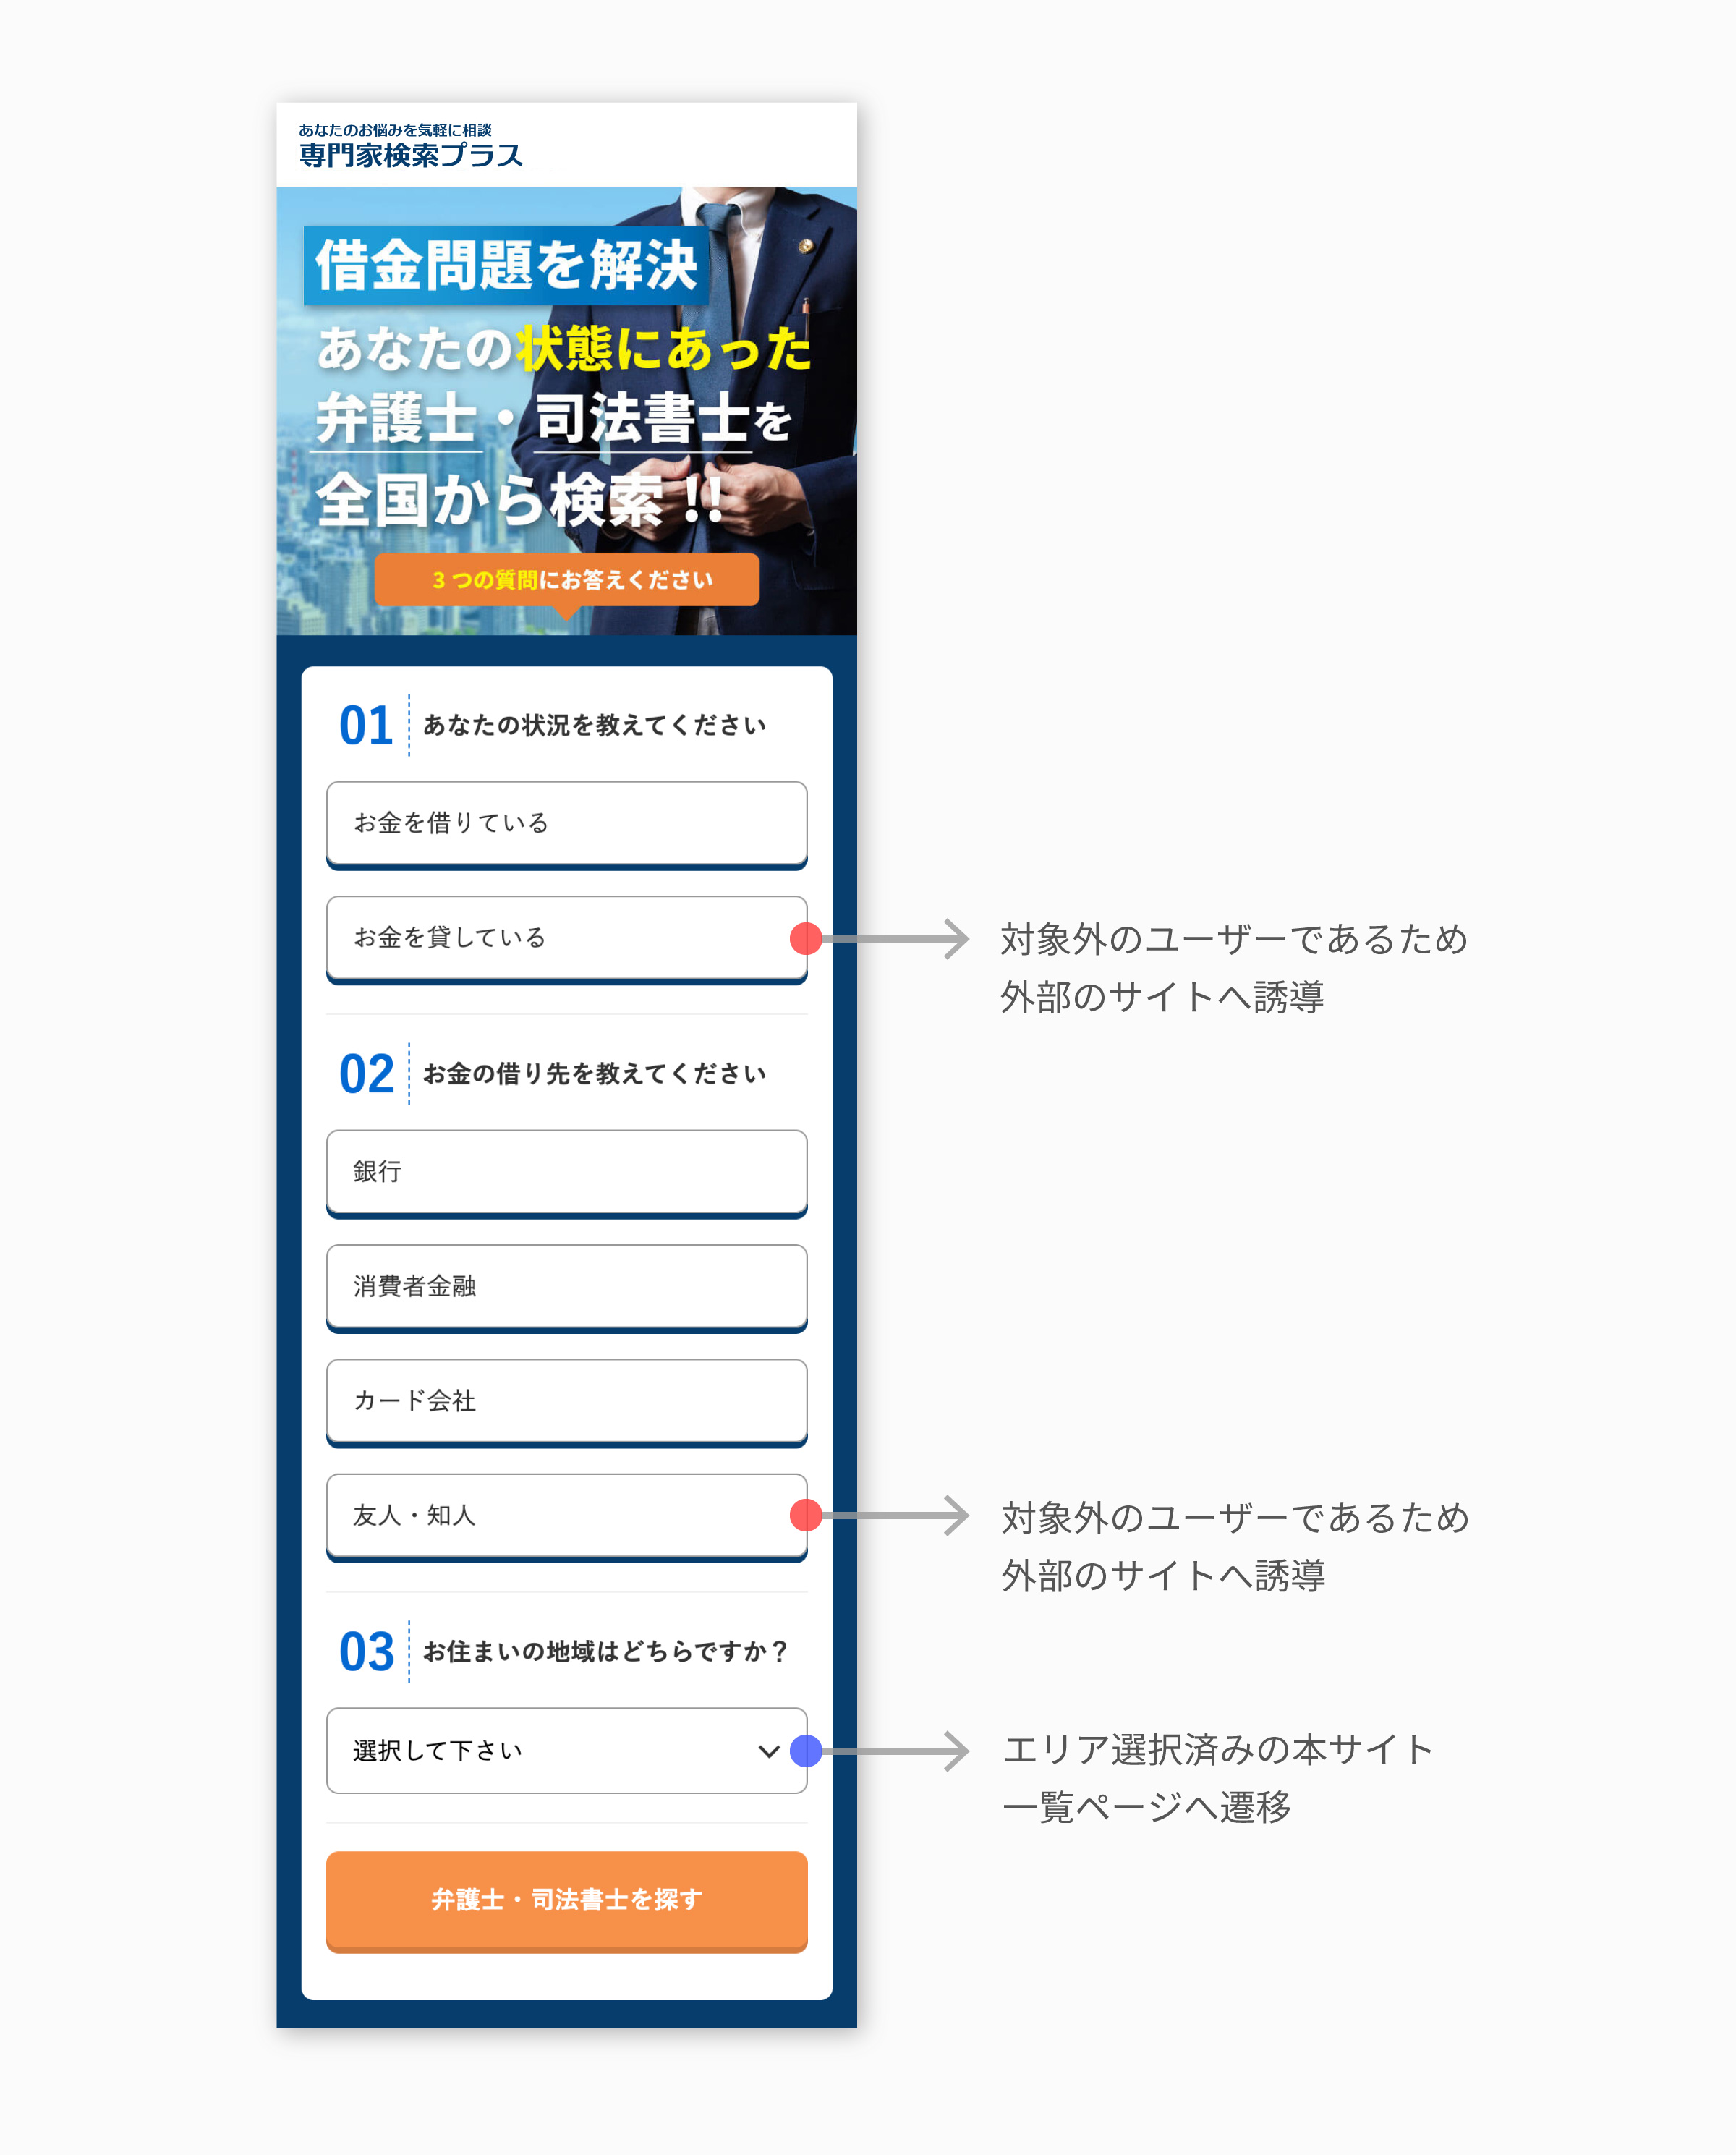 あなたのお悩みを気軽に相談
専門家検索プラス
借金問題を解決
あなたの状態にあった
弁護士・司法書士を
全国から検索!!
3つの質問にお答えください
01 あなたの状況を教えてください
お金を借りている
お金を貸している
対象外のユーザーであるため
外部のサイトへ誘導
02 お金の借り先を教えてください
銀行
消費者金融
カード会社
友人・知人
対象外のユーザーであるため
外部のサイトへ誘導
03 お住まいの地域はどちらですか？
選択して下さい
エリア選択済みの本サイト
一覧ページへ遷移
弁護士・司法書士を探す